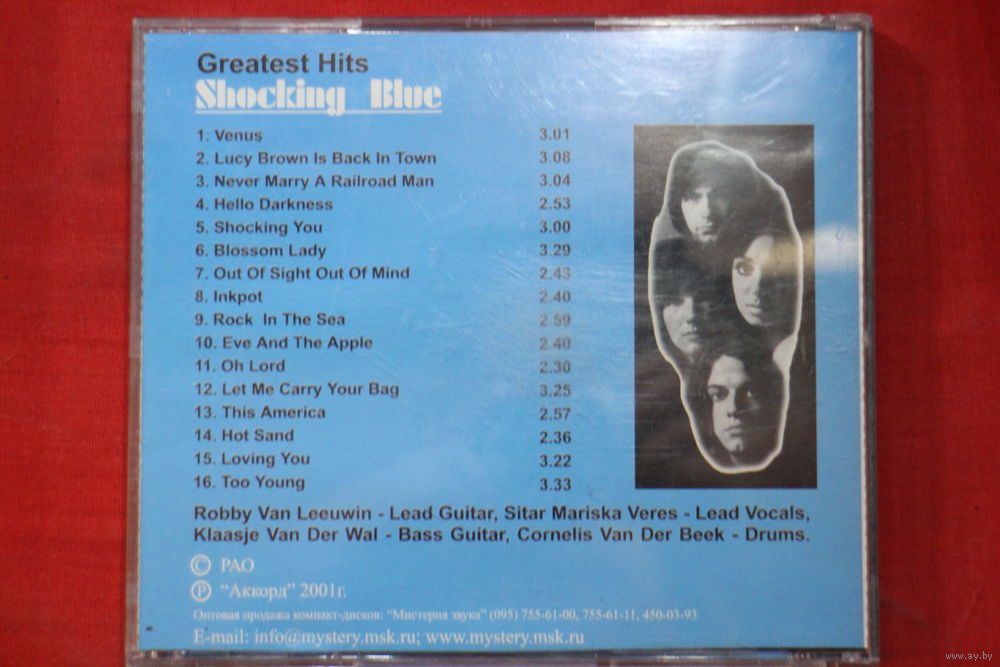 Greatest Hits
Shocking Blue
1. Venus 3.01
2. Lucy Brown Is Back In Town 3.08
3. Never Marry A Railroad Man 3.04
4. Hello Darkness 2.53
5. Shocking You 3.00
6. Blossom Lady 3.29
7. Out Of Sight Out Of Mind 2.43
8. Inkpot 2.40
9. Rock In The Sea 2.59
10. Eve And The Apple 2.40
11. Oh Lord 2.30
12. Let Me Carry Your Bag 3.25
13. This America 2.57
14. Hot Sand 2.36
15. Loving You 3.22
16. Too Young 3.33
Robby Van Leeuwin - Lead Guitar, Sitar Mariska Veres - Lead Vocals,
Klaasje Van Der Wal - Bass Guitar, Cornelis Van Der Beek - Drums.
© РАО
℗ “Аккорд” 2001г.
Оптовая продажа компакт-дисков: “Мистерия звука” (095) 755-61-00, 755-61-11, 450-03-93
E-mail: info@mystery.msk.ru; www.mystery.msk.ru
www.ay.by